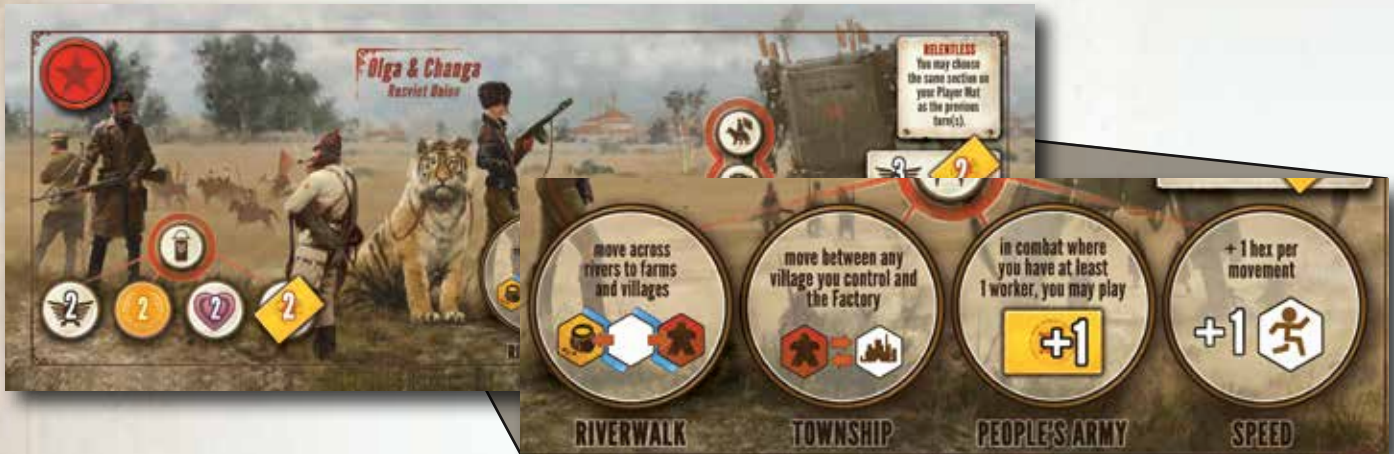 Olga & Changa
Rusviet Union
RELENTLESS
You may choose
the same section on
your Player Mat
as the previous
turn(s).
3
2
2
2
2
2
move across
rivers to farms
and villages
move between any
village you control and
the Factory
in combat where
you have at least
1 worker, you may play
+1
+ 1 hex per
movement
+1
RIVERWALK
TOWNSHIP
PEOPLE'S ARMY
SPEED